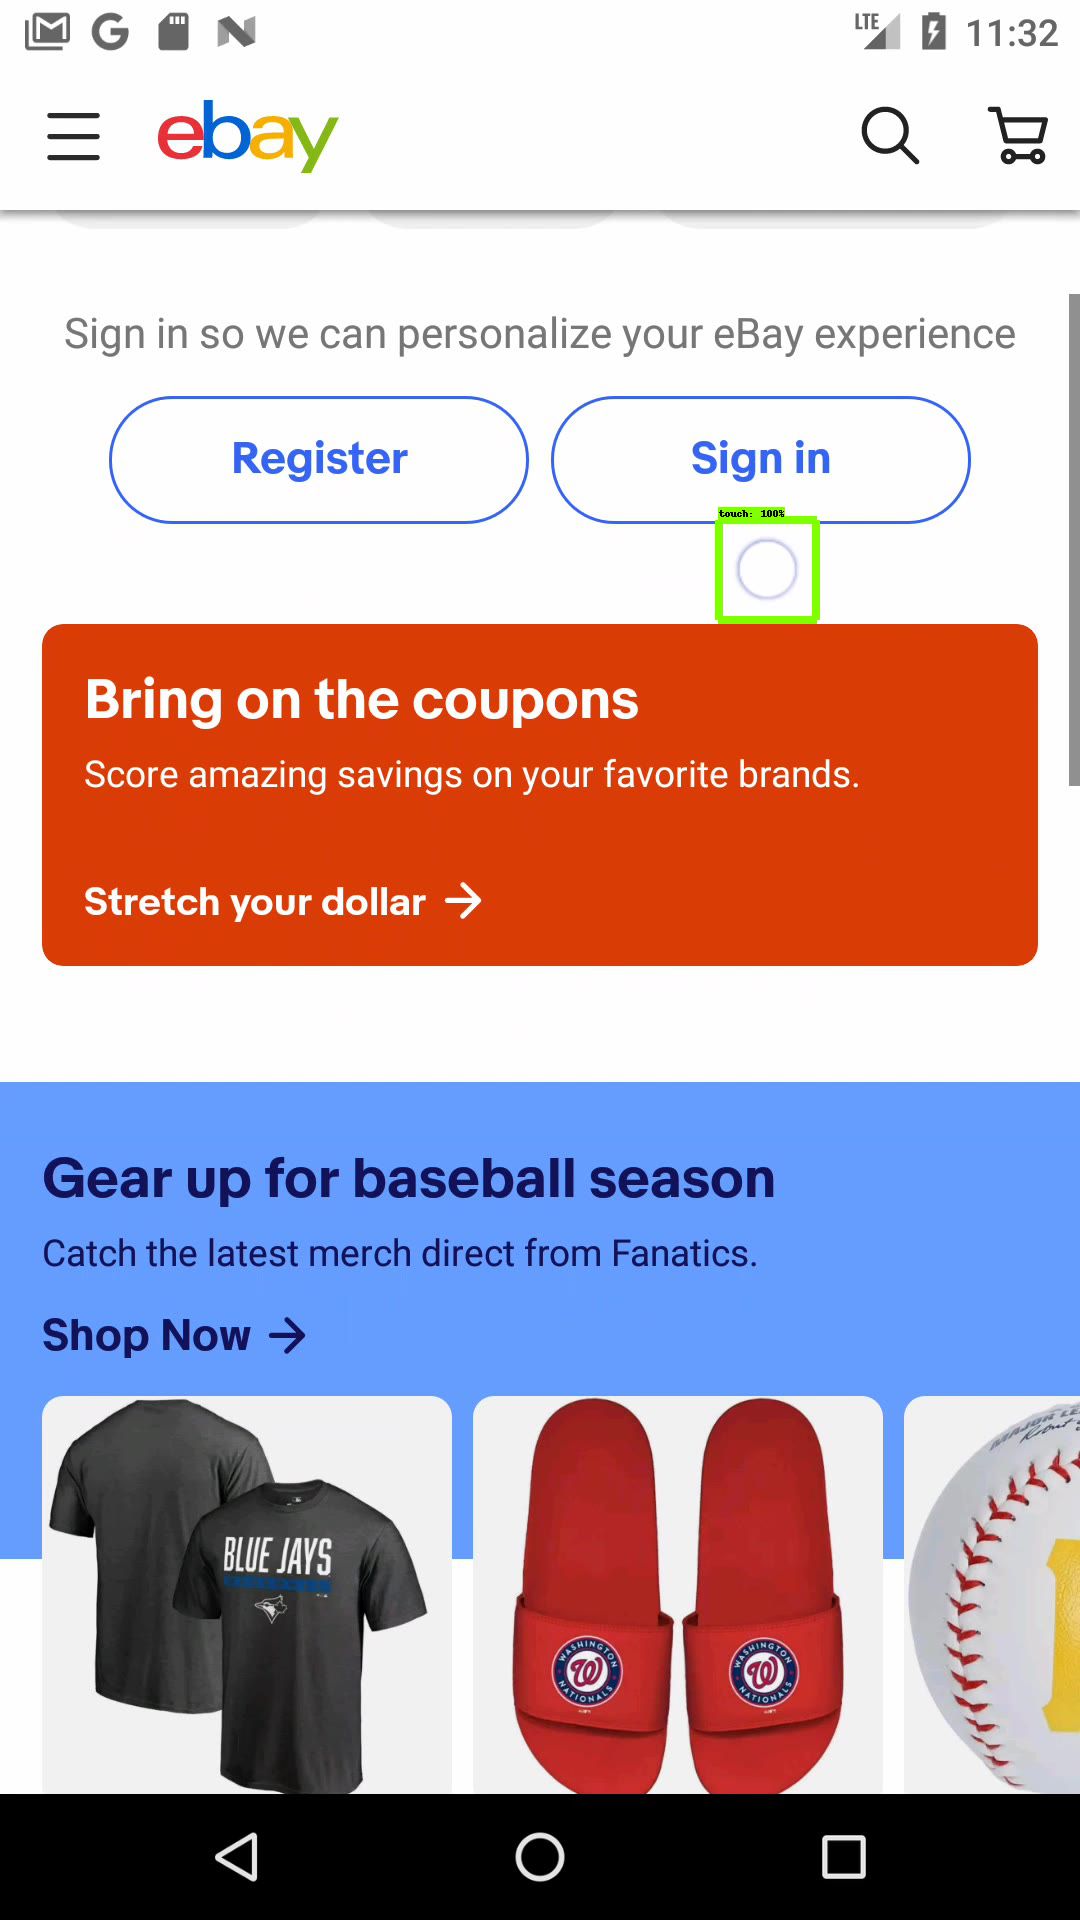 LTE 11:32
ebay
Sign in so we can personalize your eBay experience
Register
Sign in
touch: 100%
Bring on the coupons
Score amazing savings on your favorite brands.
Stretch your dollar
Gear up for baseball season
Catch the latest merch direct from Fanatics.
Shop Now
BLUE JAYS
WASHINGTON
W
NATIONALS
WASHINGTON
W
NATIONALS